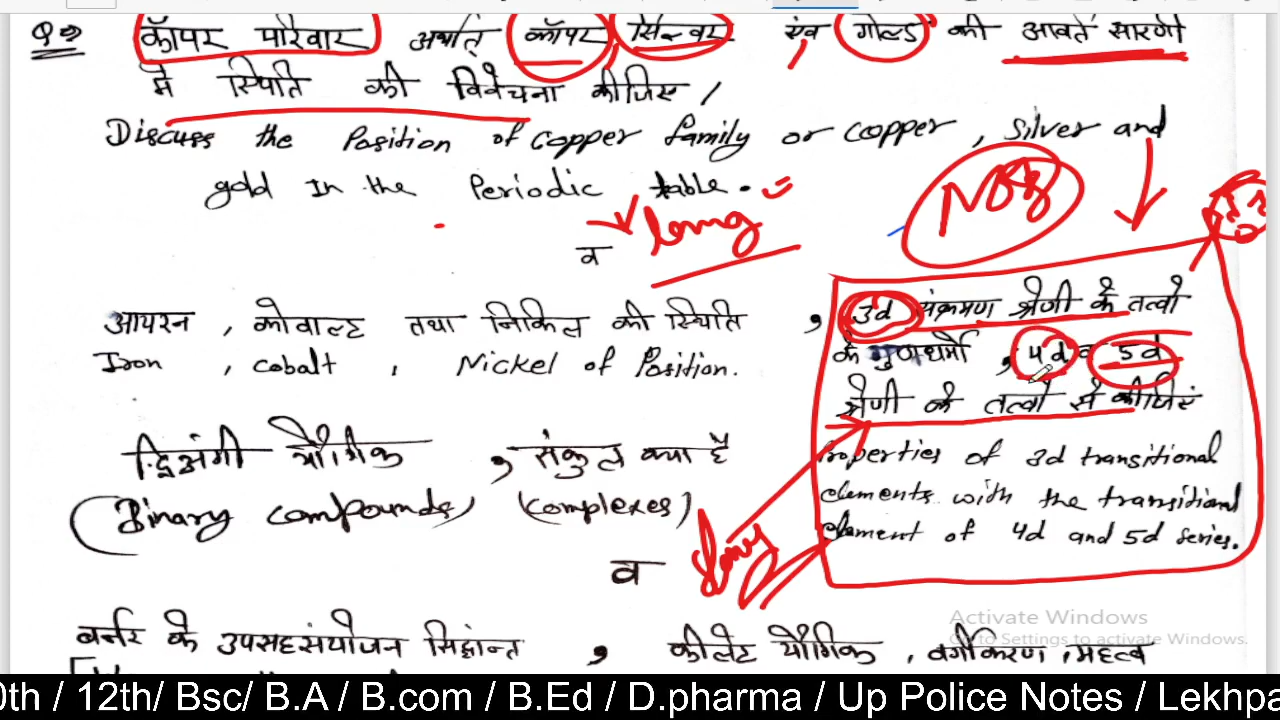 Q⇒ कॉपर परिवार अर्थात् कॉपर, सिल्वर एंव गोल्ड की आवर्त सारणी
में स्थिति की विवेचना कीजिए /
Discuss the Position of Copper family or copper, silver and
gold In the Periodic table.
long
व
आयरन , कोवाल्ट तथा निकिल की स्थिति ,
Iron , cobalt , Nickel of Position.
3d संक्रमण श्रेणी के तत्वो
के गुणधर्मो , 4d व 5d
श्रेणी के तत्वो से कीजिएं
Properties of 3d transitional
elements with the transitional
element of 4d and 5d series.
द्विअंगी यौगिक , संकुल क्या है
(Binary compounds) (complexes)
long
व
वर्नर के उपसहसंयोजन सिद्वांत , कीलेट यौगिक , वर्गीकरण , महत्व
Activate Windows
Go to Settings to activate Windows.
0th / 12th/ Bsc/ B.A / B.com / B.Ed / D.pharma / Up Police Notes / Lekhpa